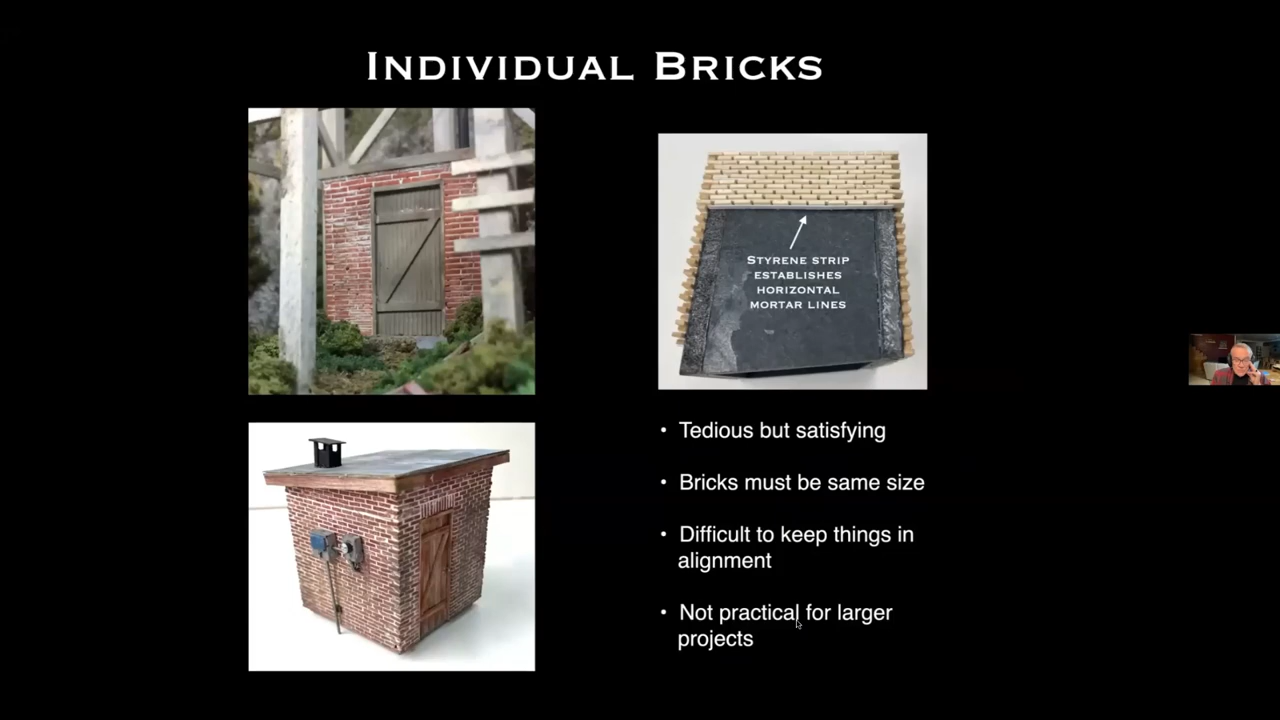 INDIVIDUAL BRICKS
STYRENE STRIP
ESTABLISHES
HORIZONTAL
MORTAR LINES
• Tedious but satisfying
• Bricks must be same size
• Difficult to keep things in
alignment
• Not practical for larger
projects